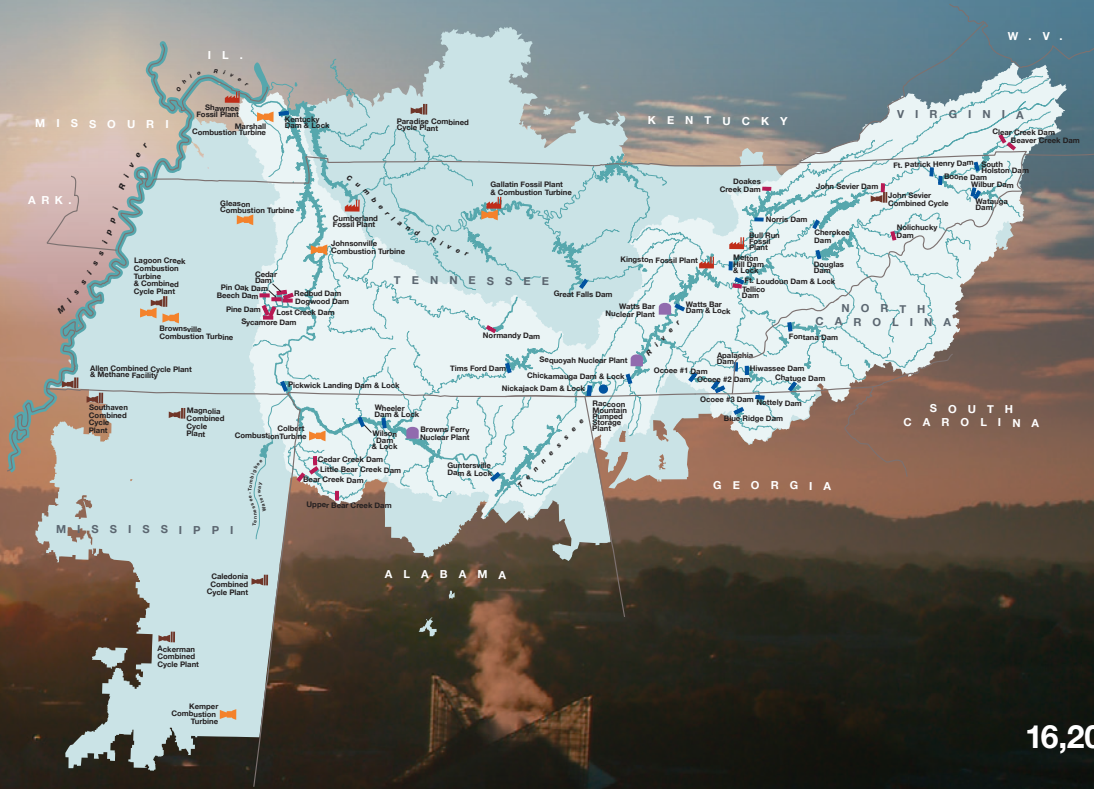 W. V.
IL.
Ohio River
MISSOURI
KENTUCKY
VIRGINIA
ARK.
Mississippi River
Shawnee
Fossil Plant
Marshall
Combustion Turbine
Kentucky
Dam & Lock
Paradise Combined
Cycle Plant
Clear Creek Dam
Beaver Creek Dam
Ft. Patrick Henry Dam
South
Holston Dam
Boone Dam
Wilbur Dam
Watauga
Dam
Doakes
Creek Dam
John Sevier Dam
John Sevier
Combined Cycle
Norris Dam
Cherokee
Dam
Nolichucky
Dam
Gleason
Combustion Turbine
Cumberland
Fossil Plant
Cumberland River
Gallatin Fossil Plant
& Combustion Turbine
Johnsonville
Combustion Turbine
Bull Run
Fossil
Plant
Kingston Fossil Plant
Melton
Hill Dam
& Lock
Douglas
Dam
Ft. Loudoun Dam & Lock
Tellico
Dam
TENNESSEE
Great Falls Dam
Lagoon Creek
Combustion
Turbine
& Combined
Cycle Plant
Brownsville
Combustion Turbine
Cedar
Dam
Pin Oak Dam
Beech Dam
Redbud Dam
Dogwood Dam
Pine Dam
Lost Creek Dam
Sycamore Dam
Watts Bar
Nuclear Plant
Watts Bar
Dam & Lock
NORTH
CAROLINA
Fontana Dam
Normandy Dam
Tims Ford Dam
Sequoyah Nuclear Plant
Chickamauga Dam & Lock
Nickajack Dam & Lock
Raccoon
Mountain
Pumped
Storage
Plant
Apalachia
Dam
Hiwassee Dam
Ocoee #1 Dam
Ocoee #2 Dam
Ocoee #3 Dam
Chatuge Dam
Nottely Dam
Blue Ridge Dam
Allen Combined Cycle Plant
& Methane Facility
Southaven
Combined
Cycle
Plant
Magnolia
Combined
Cycle
Plant
Pickwick Landing Dam & Lock
Colbert
Combustion Turbine
Wheeler
Dam & Lock
Wilson
Dam
& Lock
Browns Ferry
Nuclear Plant
Guntersville
Dam & Lock
Tennessee River
Cedar Creek Dam
Little Bear Creek Dam
Bear Creek Dam
Upper Bear Creek Dam
Tennessee-Tombigbee
Waterway
SOUTH
CAROLINA
GEORGIA
MISSISSIPPI
ALABAMA
Caledonia
Combined
Cycle Plant
Ackerman
Combined
Cycle Plant
Kemper
Combustion
Turbine
16,20